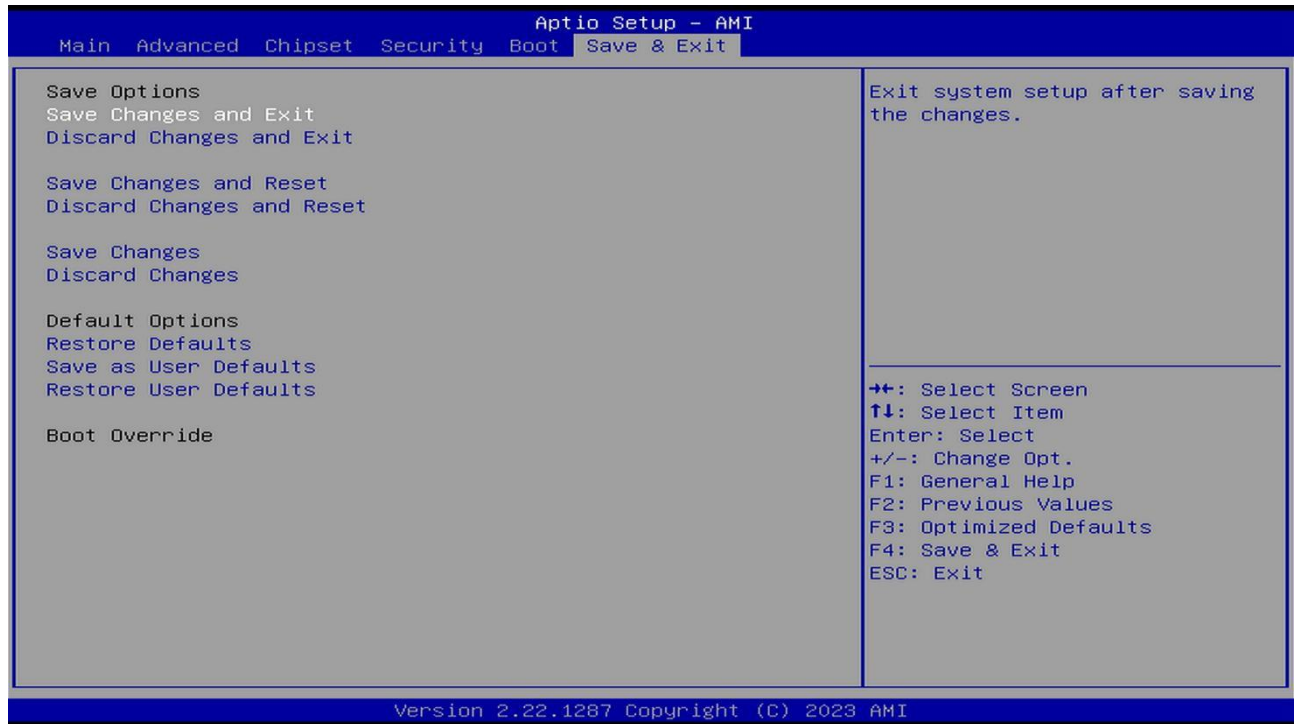 Aptio Setup – AMI
Main Advanced Chipset Security Boot Save & Exit
Save Options
Save Changes and Exit
Discard Changes and Exit
Save Changes and Reset
Discard Changes and Reset
Save Changes
Discard Changes
Default Options
Restore Defaults
Save as User Defaults
Restore User Defaults
Boot Override
Exit system setup after saving
the changes.
→←: Select Screen
↑↓: Select Item
Enter: Select
+/-: Change Opt.
F1: General Help
F2: Previous Values
F3: Optimized Defaults
F4: Save & Exit
ESC: Exit
Version 2.22.1287 Copyright (C) 2023 AMI